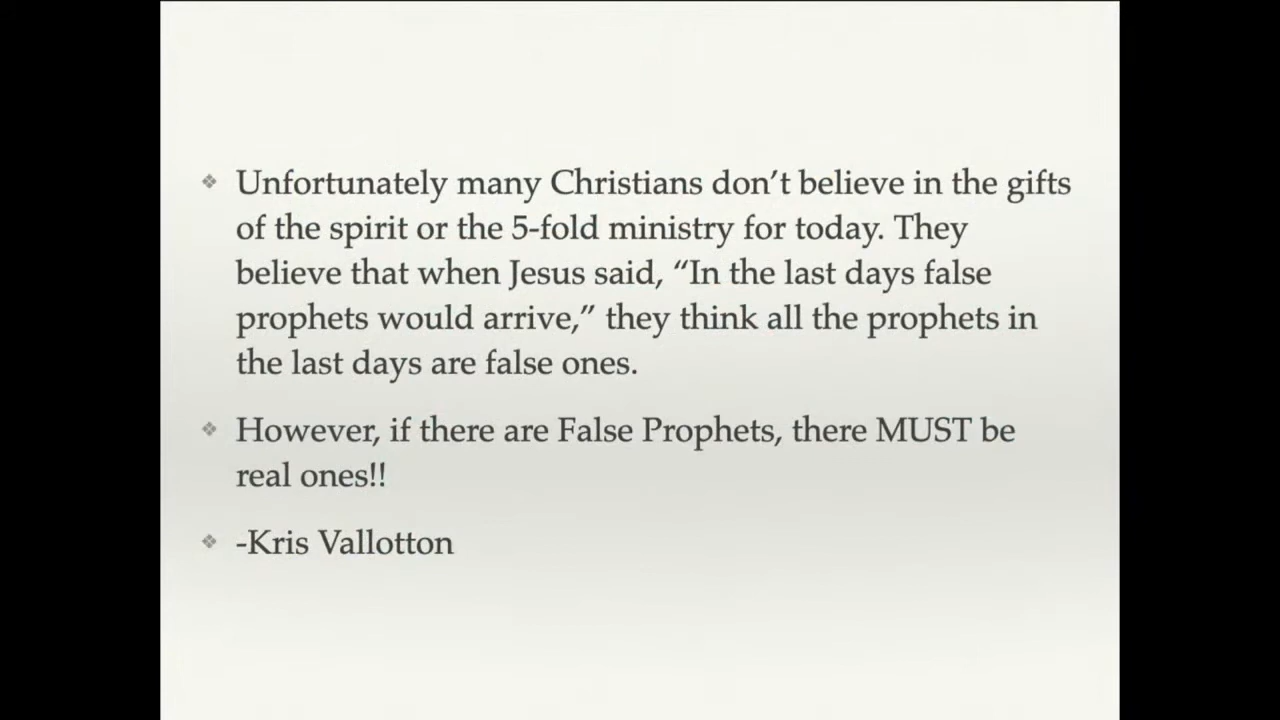 Unfortunately many Christians don’t believe in the gifts
of the spirit or the 5-fold ministry for today. They
believe that when Jesus said, “In the last days false
prophets would arrive,” they think all the prophets in
the last days are false ones.
However, if there are False Prophets, there MUST be
real ones!!
-Kris Vallotton